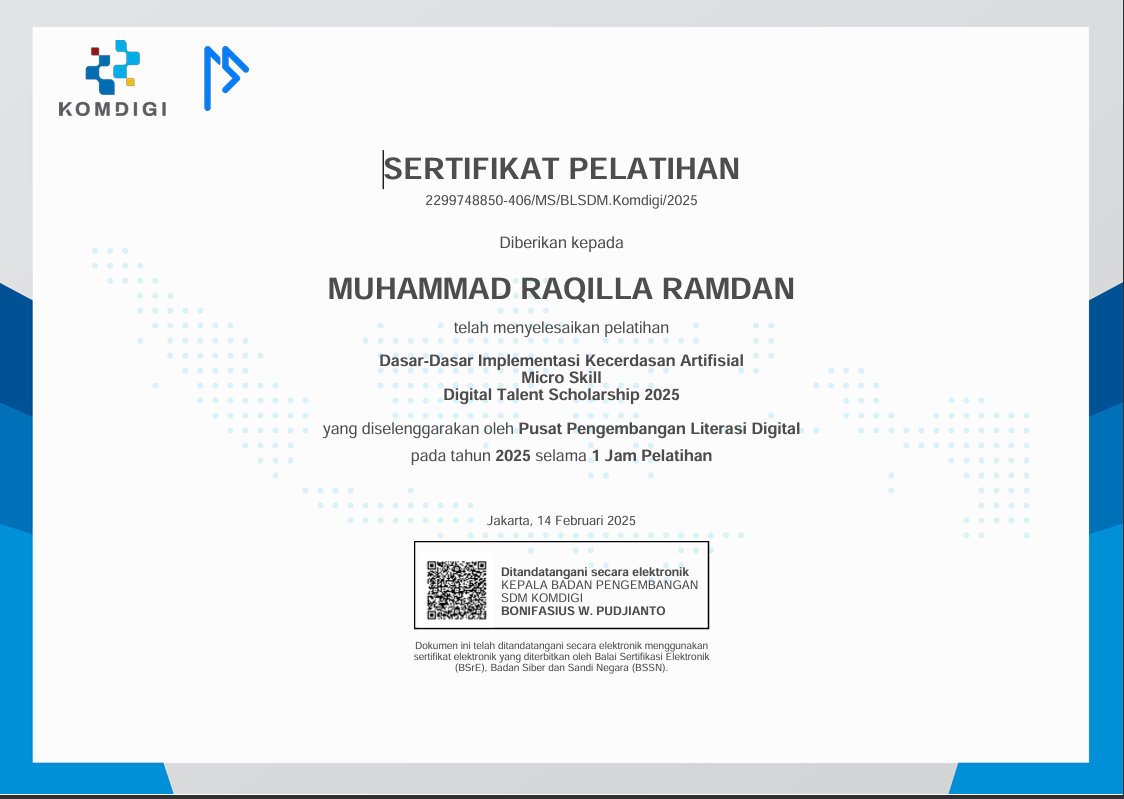 KOMDIGI
SERTIFIKAT PELATIHAN
2299748850-406/MS/BLSDM.Komdigi/2025
Diberikan kepada
MUHAMMAD RAQILLA RAMDAN
telah menyelesaikan pelatihan
Dasar-Dasar Implementasi Kecerdasan Artifisial
Micro Skill
Digital Talent Scholarship 2025
yang diselenggarakan oleh Pusat Pengembangan Literasi Digital
pada tahun 2025 selama 1 Jam Pelatihan
Jakarta, 14 Februari 2025
Ditandatangani secara elektronik
KEPALA BADAN PENGEMBANGAN
SDM KOMDIGI
BONIFASIUS W. PUDJIANTO
Dokumen ini telah ditandatangani secara elektronik menggunakan
sertifikat elektronik yang diterbitkan oleh Balai Sertifikasi Elektronik
(BSrE), Badan Siber dan Sandi Negara (BSSN).